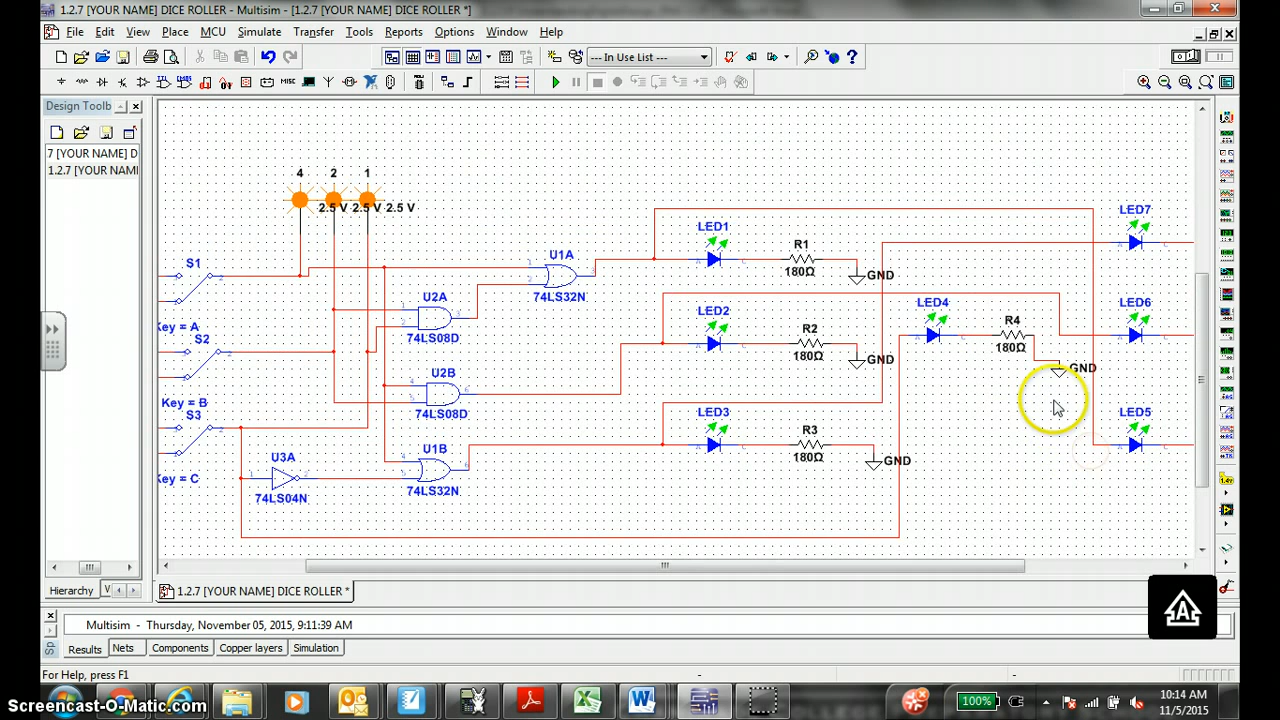 1.2.7 [YOUR NAME] DICE ROLLER - Multisim - [1.2.7 [YOUR NAME] DICE ROLLER *]
File Edit View Place MCU Simulate Transfer Tools Reports Options Window Help
--- In Use List ---
Design Toolb
7 [YOUR NAME] D
1.2.7 [YOUR NAM
4 2 1
2.5 V 2.5 V 2.5 V
S1
Key = A
S2
Key = B
S3
Key = C
U1A
74LS32N
U2A
74LS08D
U2B
74LS08D
U1B
74LS32N
U3A
74LS04N
LED1
R1
180Ω
GND
LED2
R2
180Ω
GND
LED3
R3
180Ω
GND
LED4
R4
180Ω
GND
LED7
LED6
LED5
Hierarchy V
1.2.7 [YOUR NAME] DICE ROLLER *
Multisim - Thursday, November 05, 2015, 9:11:39 AM
Results Nets Components Copper layers Simulation
For Help, press F1
100%
10:14 AM
11/5/2015
Screencast-O-Matic.com